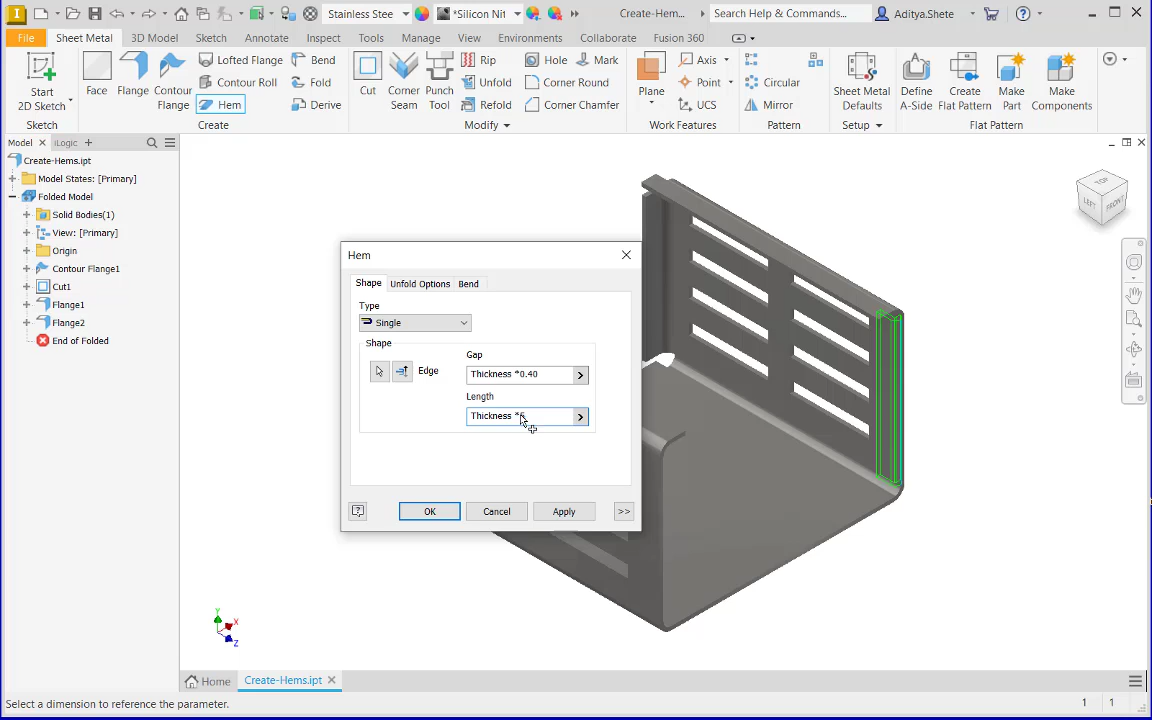 Stainless Stee
*Silicon Nit
Create-Hem...
Search Help & Commands...
Aditya.Shete
File
Sheet Metal
3D Model
Sketch
Annotate
Inspect
Tools
Manage
View
Environments
Collaborate
Fusion 360
Start
2D Sketch
Sketch
Face
Flange
Contour
Flange
Lofted Flange
Contour Roll
Hem
Bend
Fold
Derive
Create
Cut
Corner
Seam
Punch
Tool
Rip
Unfold
Refold
Hole
Mark
Corner Round
Corner Chamfer
Modify
Plane
Axis
Point
UCS
Work Features
Circular
Mirror
Pattern
Sheet Metal
Defaults
Setup
Define
A-Side
Create
Flat Pattern
Make
Part
Make
Components
Flat Pattern
Model
iLogic
Create-Hems.ipt
Model States: [Primary]
Folded Model
Solid Bodies(1)
View: [Primary]
Origin
Contour Flange1
Cut1
Flange1
Flange2
End of Folded
Hem
Shape
Unfold Options
Bend
Type
Single
Shape
Edge
Gap
Thickness *0.40
Length
Thickness *
OK
Cancel
Apply
>>
TOP
LEFT
FRONT
Y
X
Z
Home
Create-Hems.ipt
Select a dimension to reference the parameter.
1
1